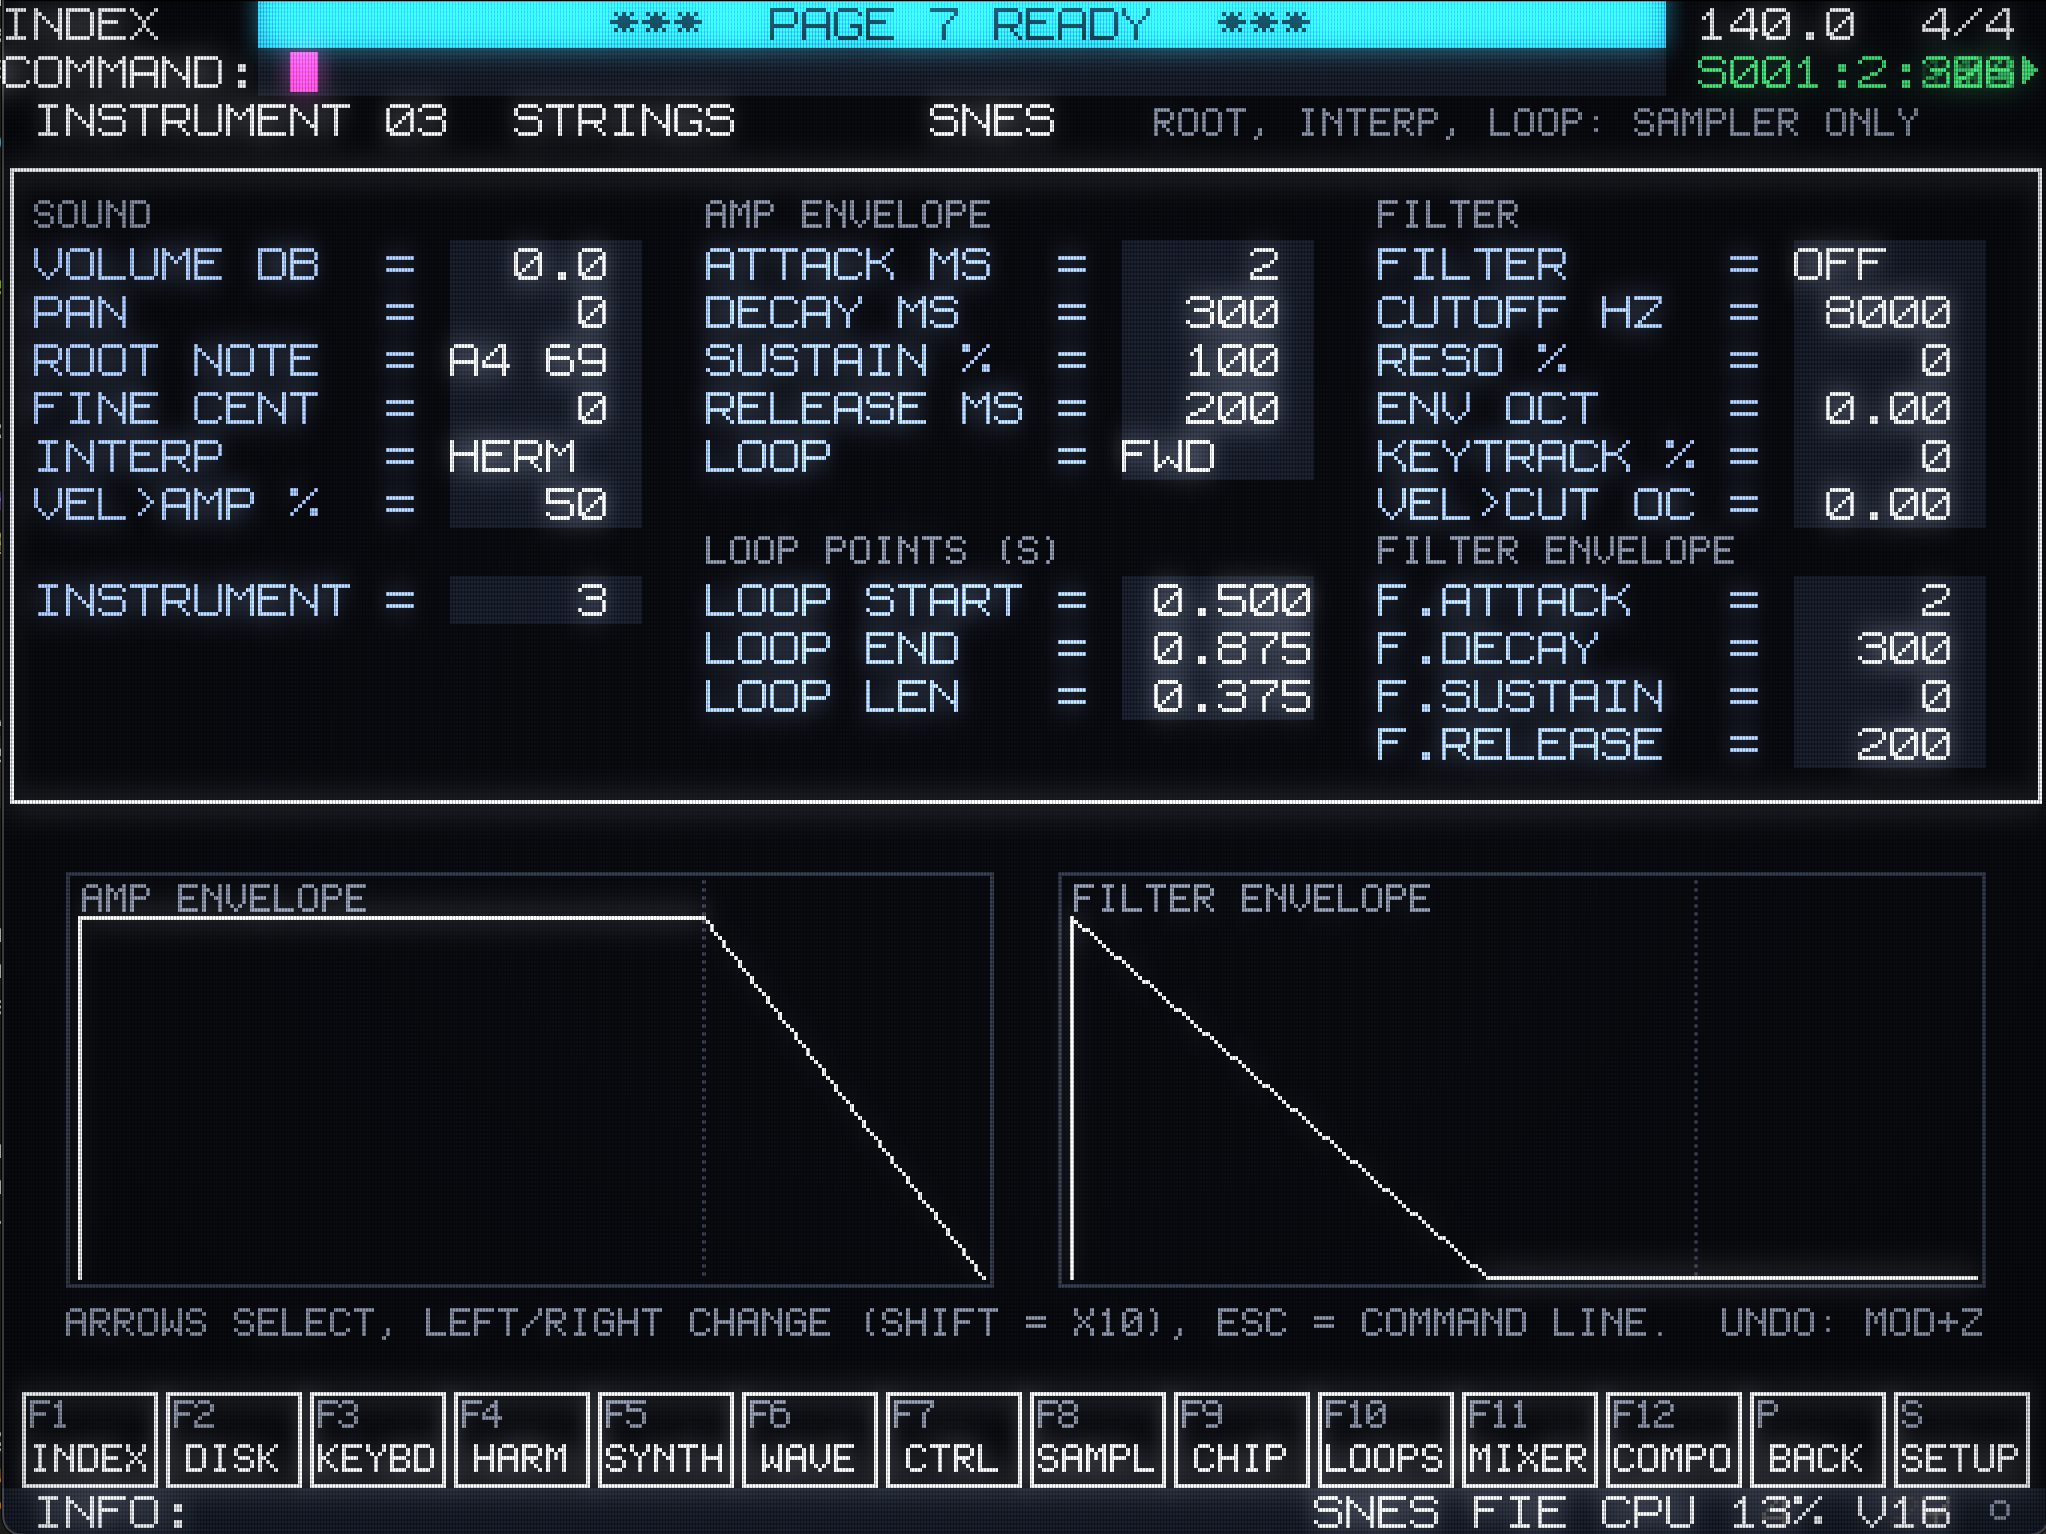 INDEX *** PAGE 7 READY *** 140.0 4/4
COMMAND: S001:2:
INSTRUMENT 03 STRINGS SNES ROOT, INTERP, LOOP: SAMPLER ONLY
SOUND AMP ENVELOPE FILTER
VOLUME DB = 0.0 ATTACK MS = 2 FILTER = OFF
PAN = 0 DECAY MS = 300 CUTOFF HZ = 8000
ROOT NOTE = A4 69 SUSTAIN % = 100 RESO % = 0
FINE CENT = 0 RELEASE MS = 200 ENV OCT = 0.00
INTERP = HERM LOOP = FWD KEYTRACK % = 0
VEL>AMP % = 50 VEL>CUT OC = 0.00
LOOP POINTS (S) FILTER ENVELOPE
INSTRUMENT = 3 LOOP START = 0.500 F.ATTACK = 2
LOOP END = 0.875 F.DECAY = 300
LOOP LEN = 0.375 F.SUSTAIN = 0
F.RELEASE = 200
AMP ENVELOPE FILTER ENVELOPE
ARROWS SELECT, LEFT/RIGHT CHANGE (SHIFT = X10), ESC = COMMAND LINE. UNDO: MOD+Z
F1 F2 F3 F4 F5 F6 F7 F8 F9 F10 F11 F12 P S
INDEX DISK KEYBD HARM SYNTH WAVE CTRL SAMPL CHIP LOOPS MIXER COMPO BACK SETUP
INFO: SNES FIE CPU 13% V16